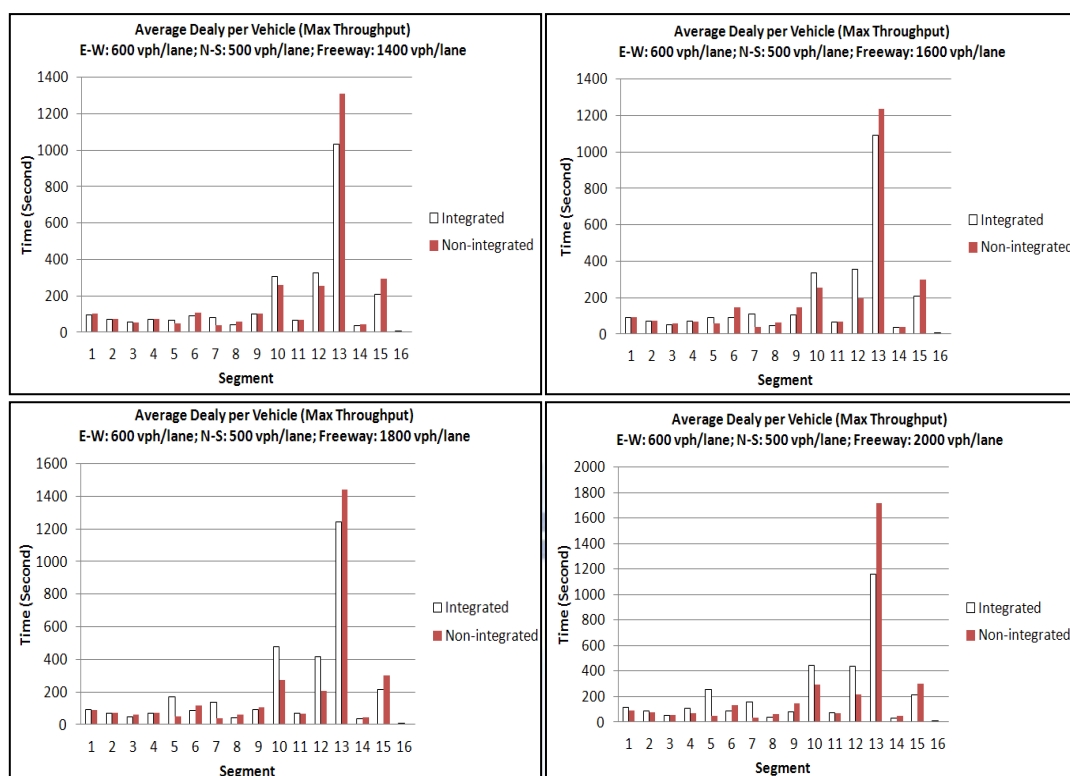 Average Dealy per Vehicle (Max Throughput)
E-W: 600 vph/lane; N-S: 500 vph/lane; Freeway: 1400 vph/lane
1400
1200
1000
800
600
400
200
0
Time (Second)
1 2 3 4 5 6 7 8 9 10 11 12 13 14 15 16
Segment
Integrated
Non-integrated
Average Dealy per Vehicle (Max Throughput)
E-W: 600 vph/lane; N-S: 500 vph/lane; Freeway: 1600 vph/lane
1400
1200
1000
800
600
400
200
0
Time (Second)
1 2 3 4 5 6 7 8 9 10 11 12 13 14 15 16
Segment
Integrated
Non-integrated
Average Dealy per Vehicle (Max Throughput)
E-W: 600 vph/lane; N-S: 500 vph/lane; Freeway: 1800 vph/lane
1600
1400
1200
1000
800
600
400
200
0
Time (Second)
1 2 3 4 5 6 7 8 9 10 11 12 13 14 15 16
Segment
Integrated
Non-integrated
Average Dealy per Vehicle (Max Throughput)
E-W: 600 vph/lane; N-S: 500 vph/lane; Freeway: 2000 vph/lane
2000
1800
1600
1400
1200
1000
800
600
400
200
0
Time (Second)
1 2 3 4 5 6 7 8 9 10 11 12 13 14 15 16
Segment
Integrated
Non-integrated